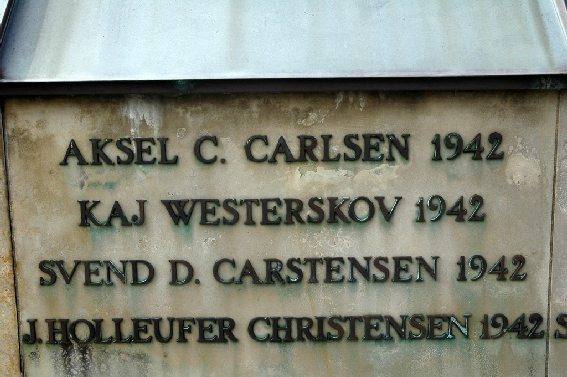 AKSEL C. CARLSEN 1942
KAJ WESTERSKOV 1942
SVEND D. CARSTENSEN 1942
J. HOLLEUFER CHRISTENSEN 1942 S